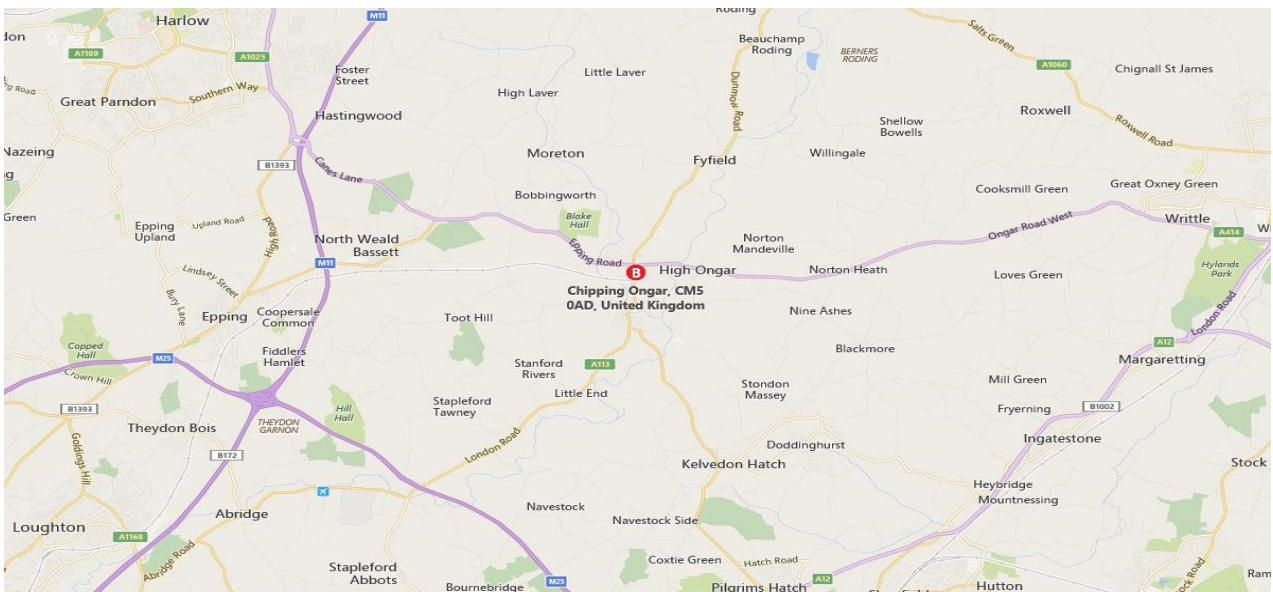 Roding
Harlow
M11
Beauchamp
Roding
BERNERS
RODING
Salts Green
A1169
A1025
A1060
Chignall St James
Foster
Street
Little Laver
High Laver
Dunmow Road
Southern Way
Great Parndon
Hastingwood
Roxwell
Shellow
Bowells
Roxwell Road
Nazeing
B1393
Canes Lane
Moreton
Fyfield
Willingale
Bobbingworth
Cooksmill Green
Great Oxney Green
Green
Epping
Upland
Upland Road
High Road
Blake
Hall
Writtle
Ongar Road West
A414
North Weald
Bassett
Norton
Mandeville
Epping Road
M11
B
High Ongar
Norton Heath
Loves Green
Hylands
Park
Lindsey Street
Bury Lane
Chipping Ongar, CM5
0AD, United Kingdom
Epping
Coopersale
Common
Toot Hill
Nine Ashes
London Road
Copped
Hall
M25
Fiddlers
Hamlet
Blackmore
A12
Margaretting
Stanford
Rivers
A113
Crown Hill
Stondon
Massey
Mill Green
Little End
B1393
Hill
Hall
Stapleford
Tawney
Fryerning
B1002
Theydon Bois
THEYDON
GARNON
Goldings Hill
London Road
Doddinghurst
Ingatestone
B172
Kelvedon Hatch
Stock
Heybridge
Mountnessing
Abridge
Navestock
Navestock Side
Loughton
A1168
Abridge Road
Coxtie Green
Hatch Road
Stapleford
Abbots
Bournebridge
M25
Pilgrims Hatch
A12
Hutton